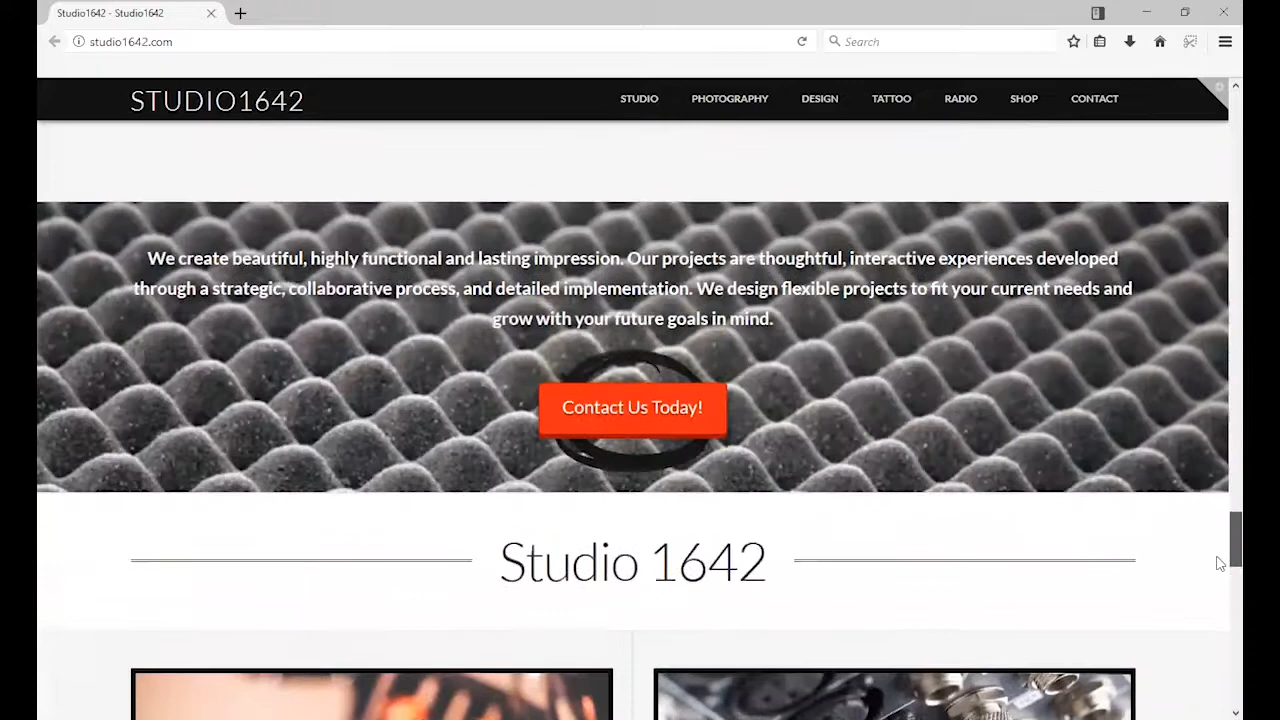 Studio1642 - Studio1642
studio1642.com
Search
STUDIO1642
STUDIO PHOTOGRAPHY DESIGN TATTOO RADIO SHOP CONTACT
We create beautiful, highly functional and lasting impression. Our projects are thoughtful, interactive experiences developed
through a strategic, collaborative process, and detailed implementation. We design flexible projects to fit your current needs and
grow with your future goals in mind.
Contact Us Today!
Studio 1642